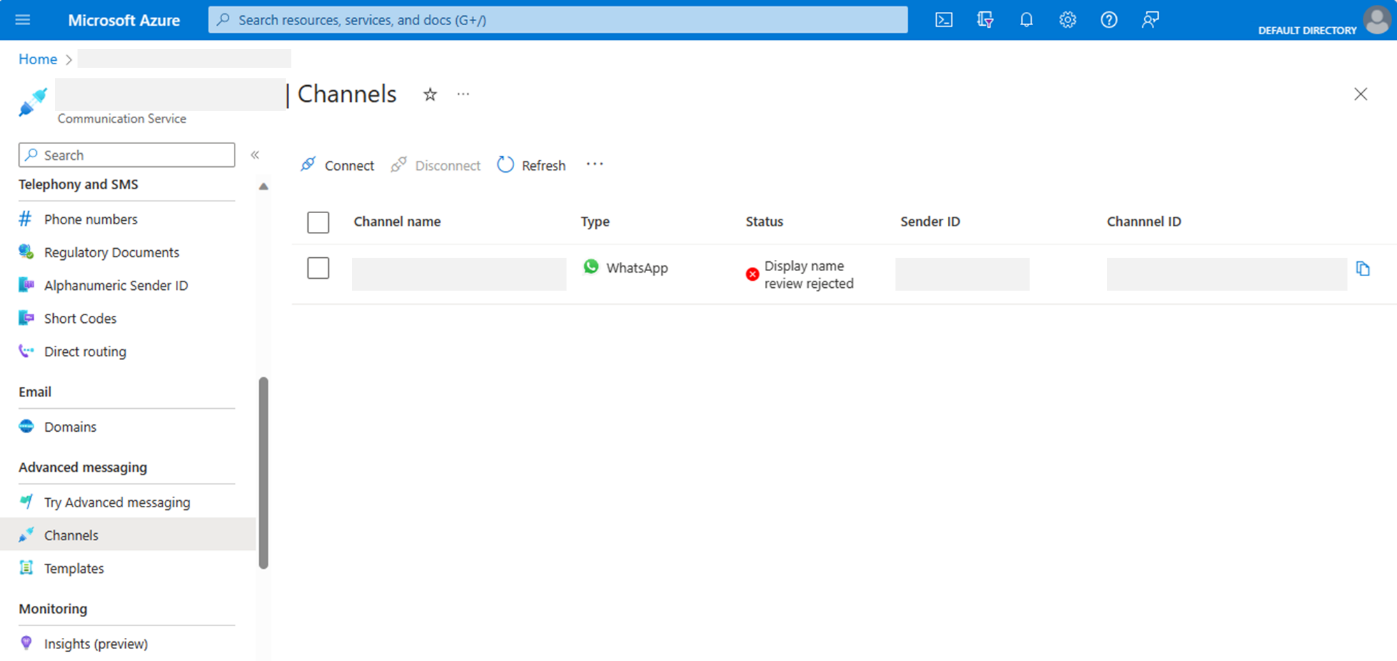 Microsoft Azure
Search resources, services, and docs (G+/)
DEFAULT DIRECTORY
Home >
| Channels
Communication Service
Search
Connect Disconnect Refresh
Telephony and SMS
Phone numbers
Regulatory Documents
Alphanumeric Sender ID
Short Codes
Direct routing
Email
Domains
Advanced messaging
Try Advanced messaging
Channels
Templates
Monitoring
Insights (preview)
Channel name Type Status Sender ID Channnel ID
WhatsApp
Display name
review rejected